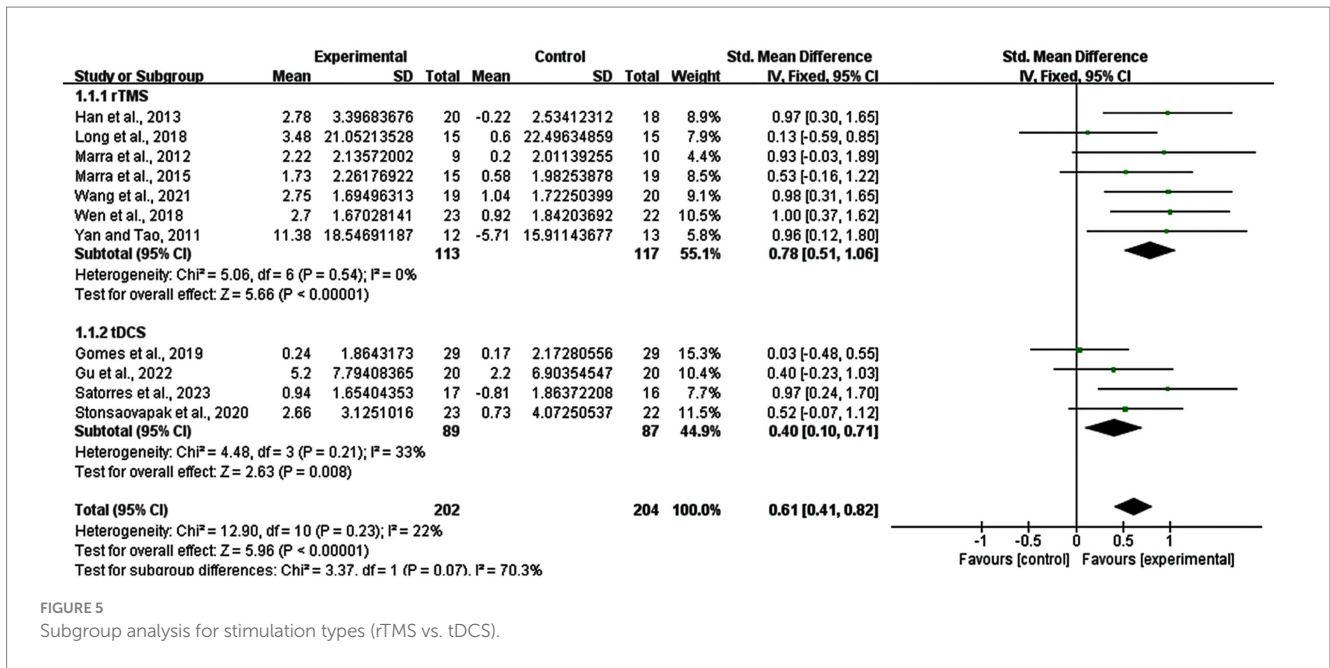 Experimental Control Std. Mean Difference Std. Mean Difference
Study or Subgroup Mean SD Total Mean SD Total Weight IV, Fixed, 95% CI IV, Fixed, 95% CI
1.1.1 rTMS
Han et al., 2013 2.78 3.39683676 20 -0.22 2.53412312 18 8.9% 0.97 [0.30, 1.65]
Long et al., 2018 3.48 21.05213528 15 0.6 22.49634859 15 7.9% 0.13 [-0.59, 0.85]
Marra et al., 2012 2.22 2.13572002 9 0.2 2.01139255 10 4.4% 0.93 [-0.03, 1.89]
Marra et al., 2015 1.73 2.26176922 15 0.58 1.98253878 19 8.5% 0.53 [-0.16, 1.22]
Wang et al., 2021 2.75 1.69496313 19 1.04 1.72250399 20 9.1% 0.98 [0.31, 1.65]
Wen et al., 2018 2.7 1.67028141 23 0.92 1.84203692 22 10.5% 1.00 [0.37, 1.62]
Yan and Tao, 2011 11.38 18.54691187 12 -5.71 15.91143677 13 5.8% 0.96 [0.12, 1.80]
Subtotal (95% CI) 113 117 55.1% 0.78 [0.51, 1.06]
Heterogeneity: Chi² = 5.06, df = 6 (P = 0.54); I² = 0%
Test for overall effect: Z = 5.66 (P < 0.00001)
1.1.2 tDCS
Gomes et al., 2019 0.24 1.8643173 29 0.17 2.17280556 29 15.3% 0.03 [-0.48, 0.55]
Gu et al., 2022 5.2 7.79408365 20 2.2 6.90354547 20 10.4% 0.40 [-0.23, 1.03]
Satorres et al., 2023 0.94 1.65404353 17 -0.81 1.86372208 16 7.7% 0.97 [0.24, 1.70]
Stonsaovapak et al., 2020 2.66 3.1251016 23 0.73 4.07250537 22 11.5% 0.52 [-0.07, 1.12]
Subtotal (95% CI) 89 87 44.9% 0.40 [0.10, 0.71]
Heterogeneity: Chi² = 4.48, df = 3 (P = 0.21); I² = 33%
Test for overall effect: Z = 2.63 (P = 0.008)
Total (95% CI) 202 204 100.0% 0.61 [0.41, 0.82]
Heterogeneity: Chi² = 12.90, df = 10 (P = 0.23); I² = 22%
Test for overall effect: Z = 5.96 (P < 0.00001)
Test for subgroup differences: Chi² = 3.37, df = 1 (P = 0.07), I² = 70.3%
-1 -0.5 0 0.5 1
Favours [control] Favours [experimental]
FIGURE 5
Subgroup analysis for stimulation types (rTMS vs. tDCS).